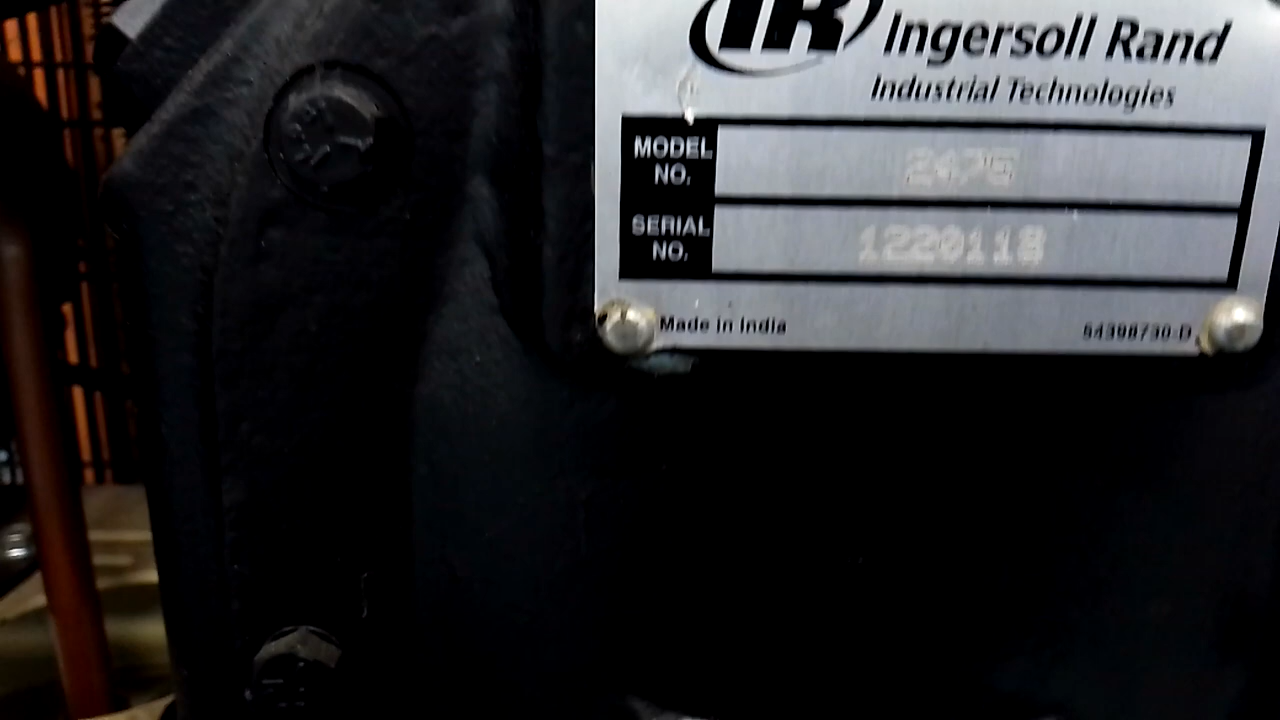 IR Ingersoll Rand
Industrial Technologies
MODEL NO. 2475
SERIAL NO. 1220118
Made in India 54398730-D